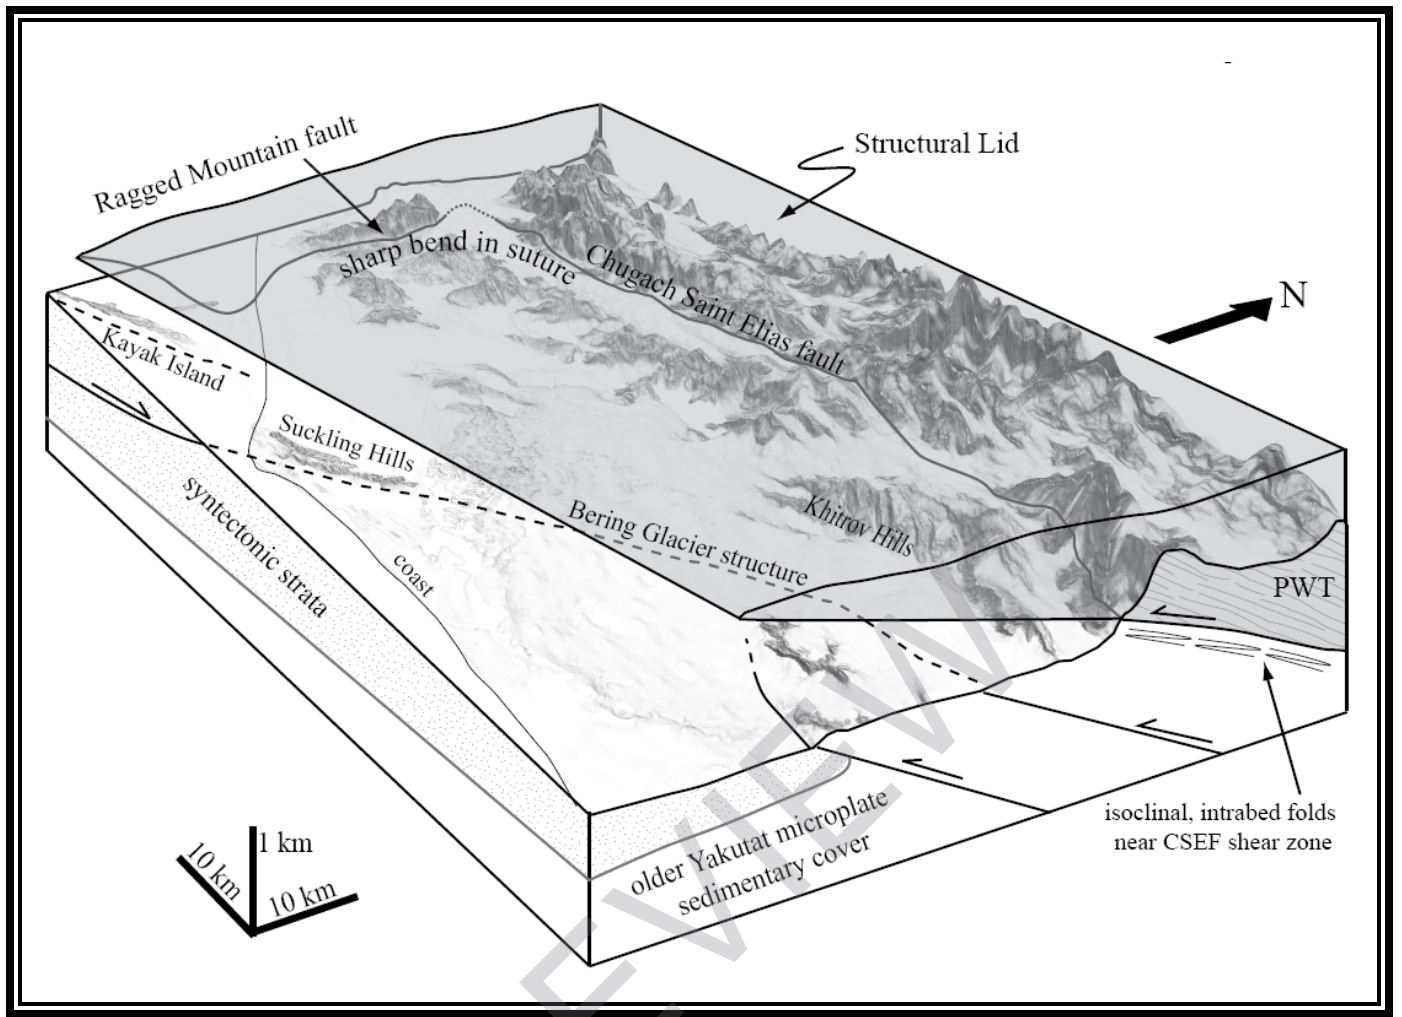 Structural Lid
Ragged Mountain fault
sharp bend in suture
Chugach Saint Elias fault
N
Kayak Island
Suckling Hills
Khitrov Hills
Bering Glacier structure
PWT
syntectonic strata
coast
isoclinal, intrabed folds
near CSEF shear zone
older Yakutat microplate
sedimentary cover
1 km
10 km
10 km
EVIEW